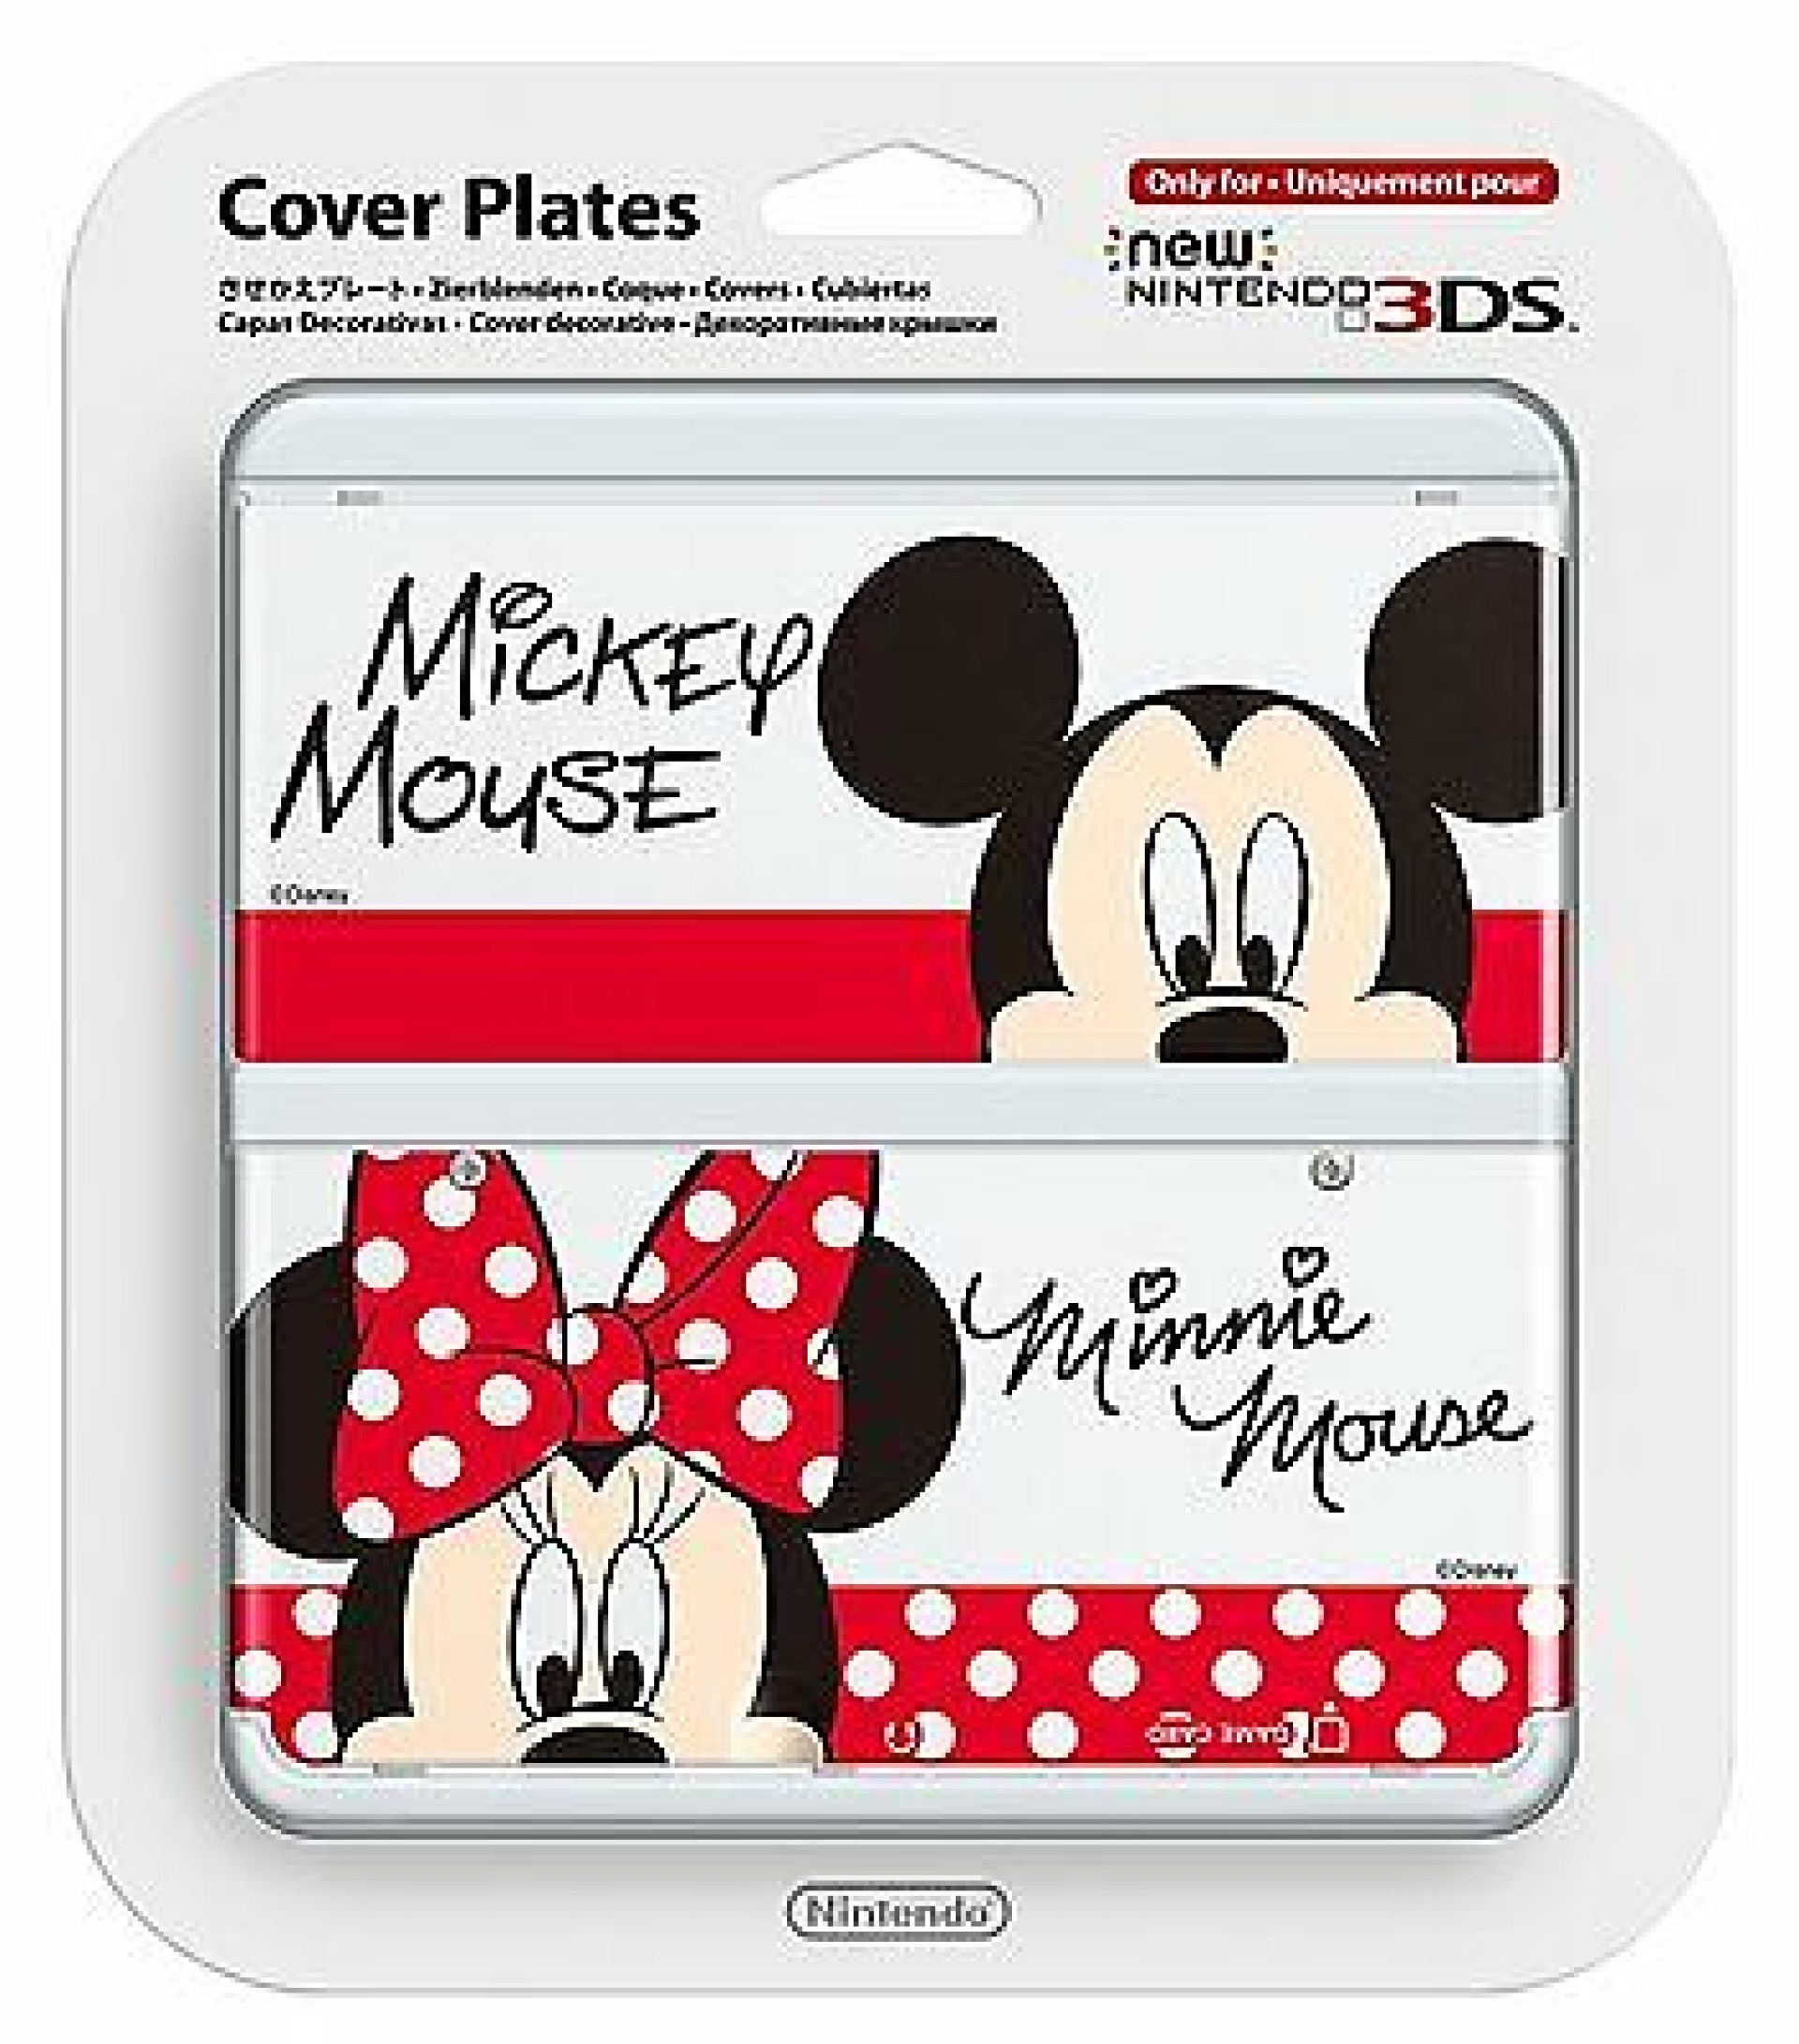 Cover Plates
Only for • Uniquement pour
new
NINTENDO 3DS
きせかえプレート • Zierblenden • Coque • Covers • Cubiertas
Capas Decorativas • Cover decorative • Декоративные крышки
Mickey
Mouse
©Disney
Minnie
Mouse
©Disney
Nintendo